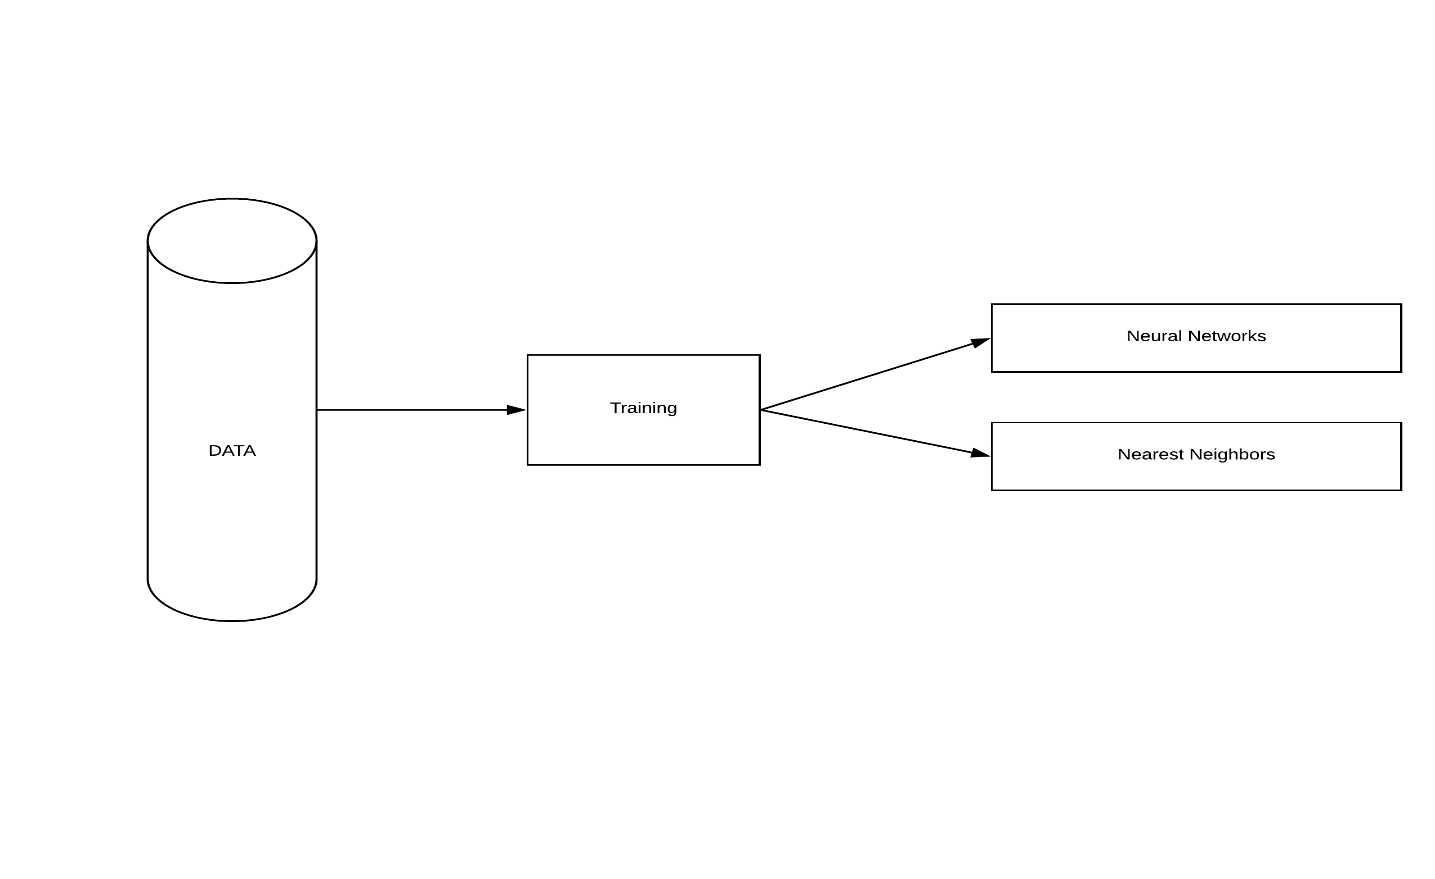 DATA
Training
Neural Networks
Nearest Neighbors